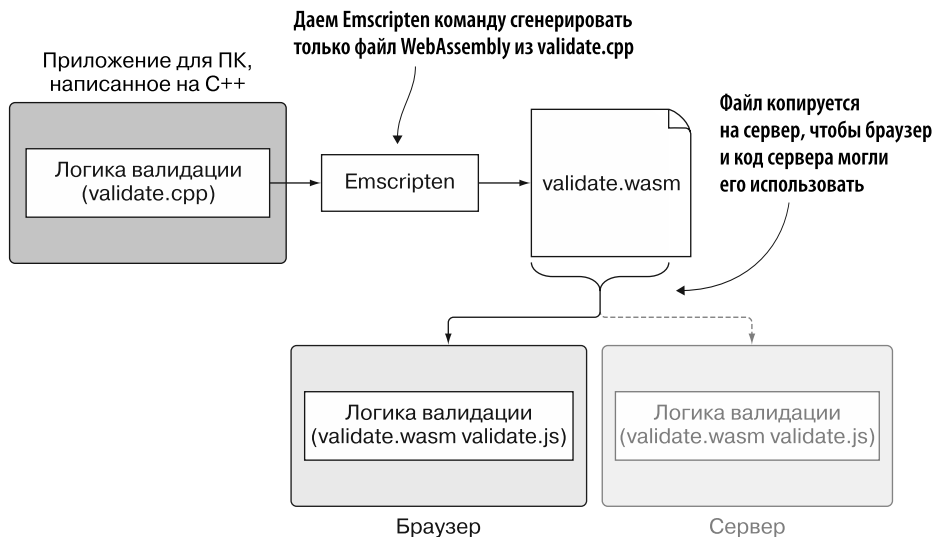 Даем Emscripten команду сгенерировать
только файл WebAssembly из validate.cpp
Приложение для ПК,
написанное на C++
Логика валидации
(validate.cpp)
Emscripten
validate.wasm
Файл копируется
на сервер, чтобы браузер
и код сервера могли
его использовать
Логика валидации
(validate.wasm validate.js)
Браузер
Логика валидации
(validate.wasm validate.js)
Сервер